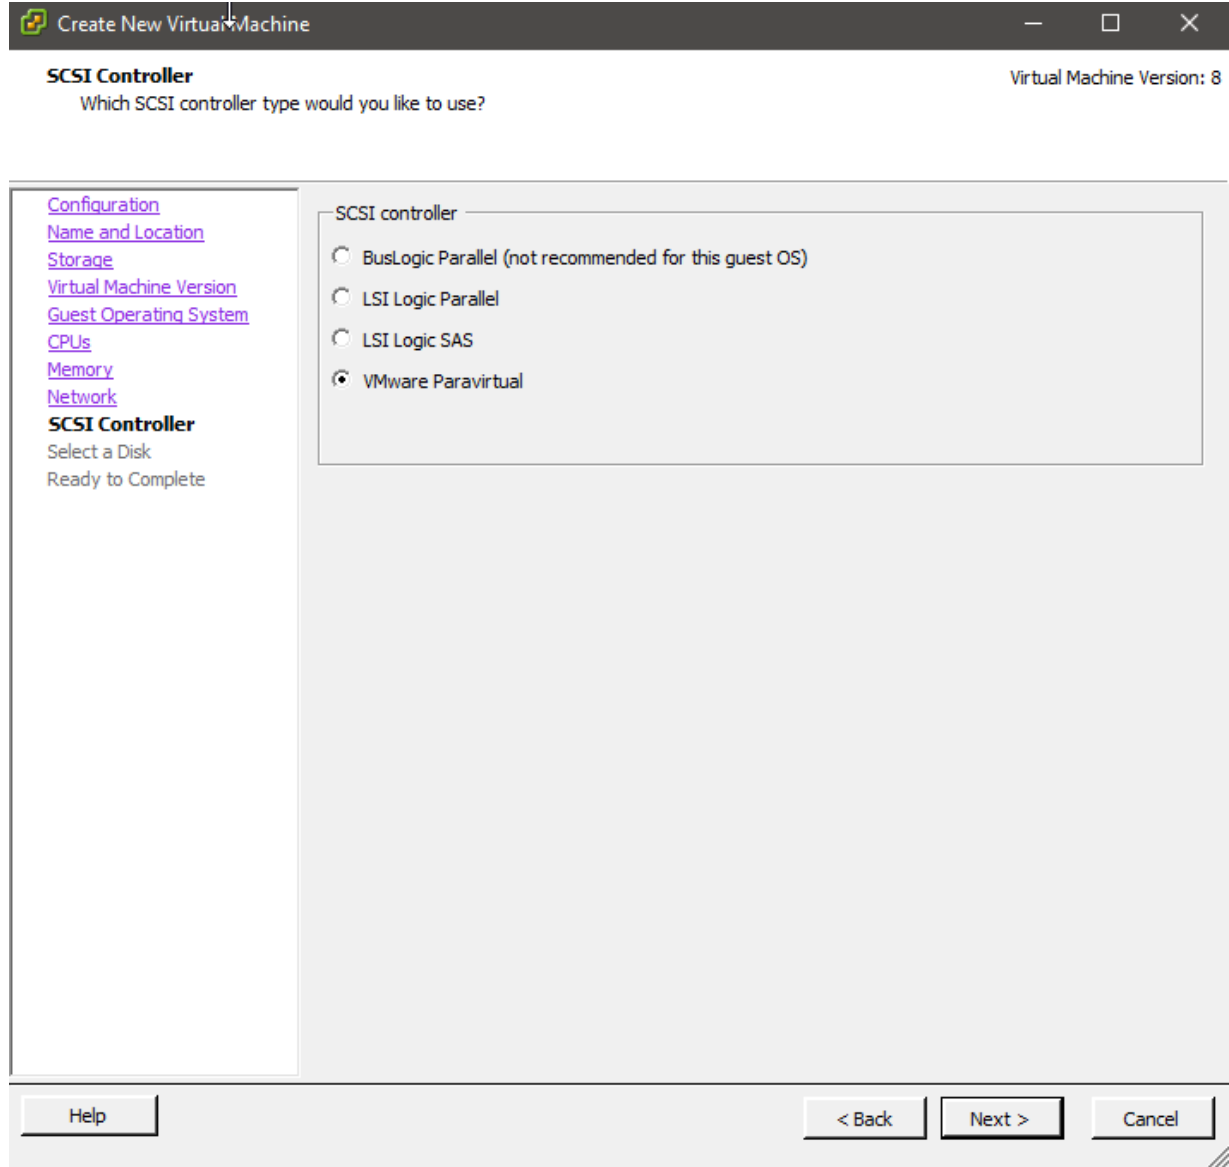 Create New Virtual Machine
SCSI Controller
Which SCSI controller type would you like to use?
Virtual Machine Version: 8
Configuration
Name and Location
Storage
Virtual Machine Version
Guest Operating System
CPUs
Memory
Network
SCSI Controller
Select a Disk
Ready to Complete
SCSI controller
BusLogic Parallel (not recommended for this guest OS)
LSI Logic Parallel
LSI Logic SAS
VMware Paravirtual
Help
< Back
Next >
Cancel